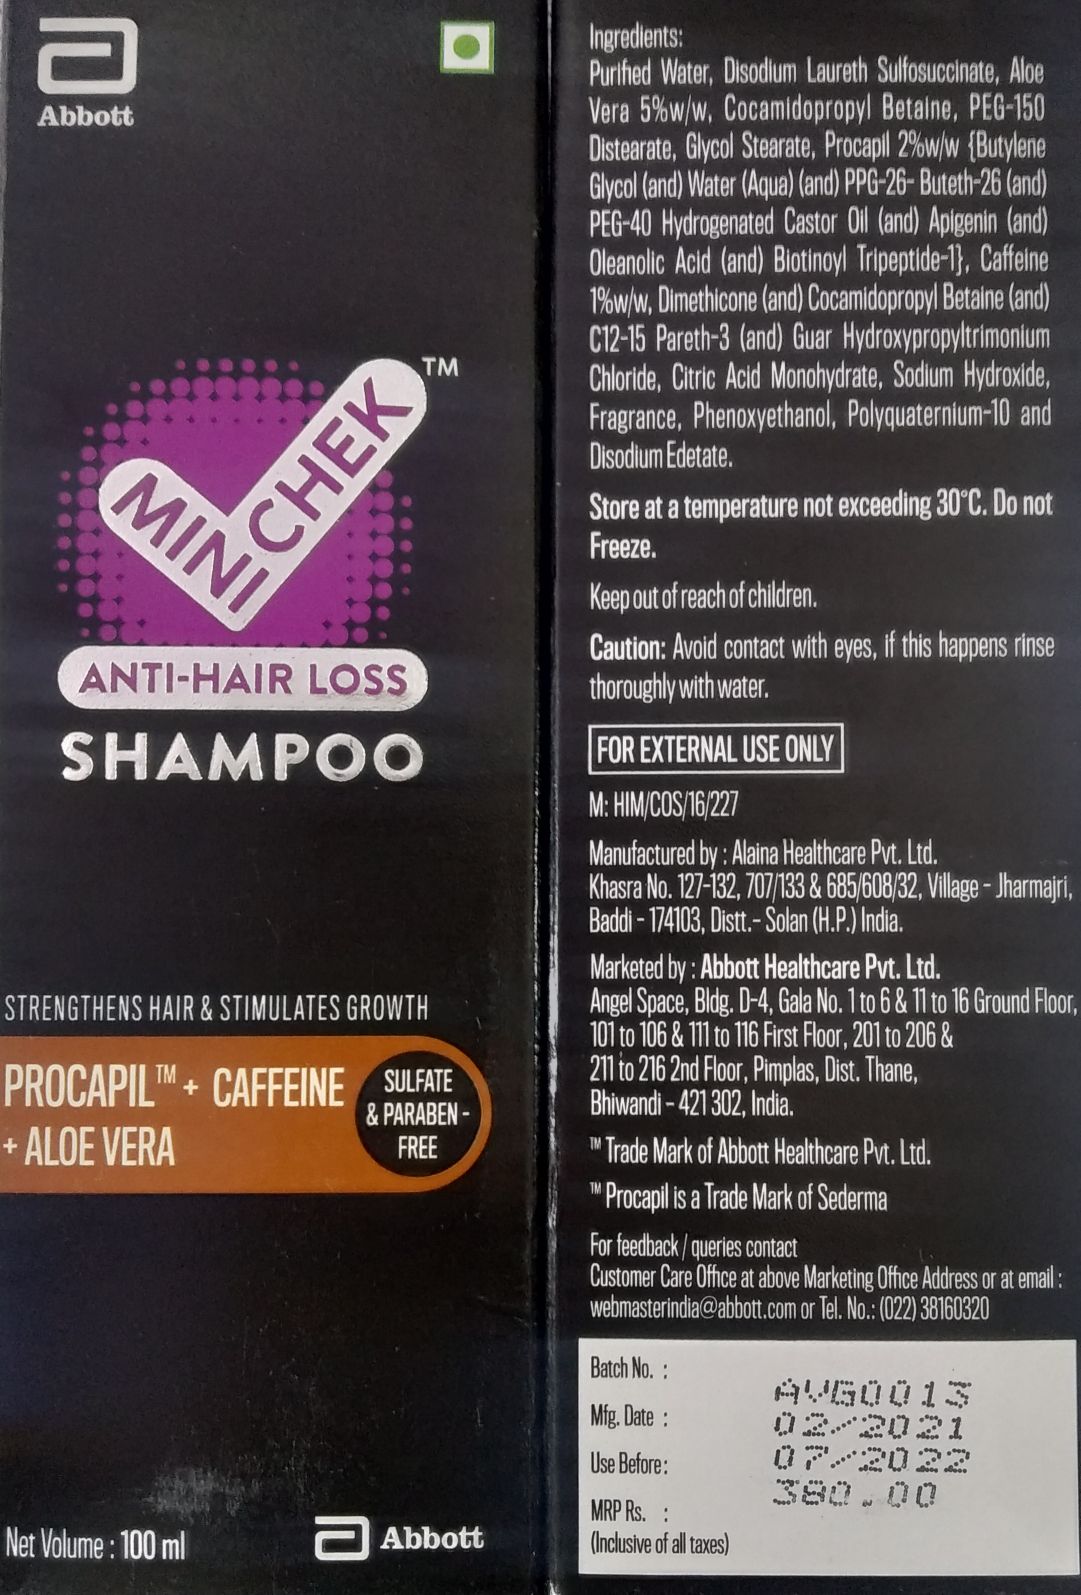 Abbott
MINI CHEK ™
ANTI-HAIR LOSS
SHAMPOO
STRENGTHENS HAIR & STIMULATES GROWTH
PROCAPIL™ + CAFFEINE
+ ALOE VERA
SULFATE
& PARABEN -
FREE
Net Volume : 100 ml
Abbott
Ingredients:
Purified Water, Disodium Laureth Sulfosuccinate, Aloe
Vera 5%w/w, Cocamidopropyl Betaine, PEG-150
Distearate, Glycol Stearate, Procapil 2%w/w {Butylene
Glycol (and) Water (Aqua) (and) PPG-26- Buteth-26 (and)
PEG-40 Hydrogenated Castor Oil (and) Apigenin (and)
Oleanolic Acid (and) Biotinoyl Tripeptide-1}, Caffeine
1%w/w, Dimethicone (and) Cocamidopropyl Betaine (and)
C12-15 Pareth-3 (and) Guar Hydroxypropyltrimonium
Chloride, Citric Acid Monohydrate, Sodium Hydroxide,
Fragrance, Phenoxyethanol, Polyquaternium-10 and
Disodium Edetate.
Store at a temperature not exceeding 30°C. Do not
Freeze.
Keep out of reach of children.
Caution: Avoid contact with eyes, if this happens rinse
thoroughly with water.
FOR EXTERNAL USE ONLY
M: HIM/COS/16/227
Manufactured by : Alaina Healthcare Pvt. Ltd.
Khasra No. 127-132, 707/133 & 685/608/32, Village - Jharmajri,
Baddi - 174103, Distt.- Solan (H.P.) India.
Marketed by : Abbott Healthcare Pvt. Ltd.
Angel Space, Bldg. D-4, Gala No. 1 to 6 & 11 to 16 Ground Floor,
101 to 106 & 111 to 116 First Floor, 201 to 206 &
211 to 216 2nd Floor, Pimplas, Dist. Thane,
Bhiwandi - 421 302, India.
™ Trade Mark of Abbott Healthcare Pvt. Ltd.
™ Procapil is a Trade Mark of Sederma
For feedback / queries contact
Customer Care Office at above Marketing Office Address or at email :
webmasterindia@abbott.com or Tel. No.: (022) 38160320
Batch No. : AVG0013
Mfg. Date : 02/2021
Use Before: 07/2022
MRP Rs. : 380.00
(Inclusive of all taxes)